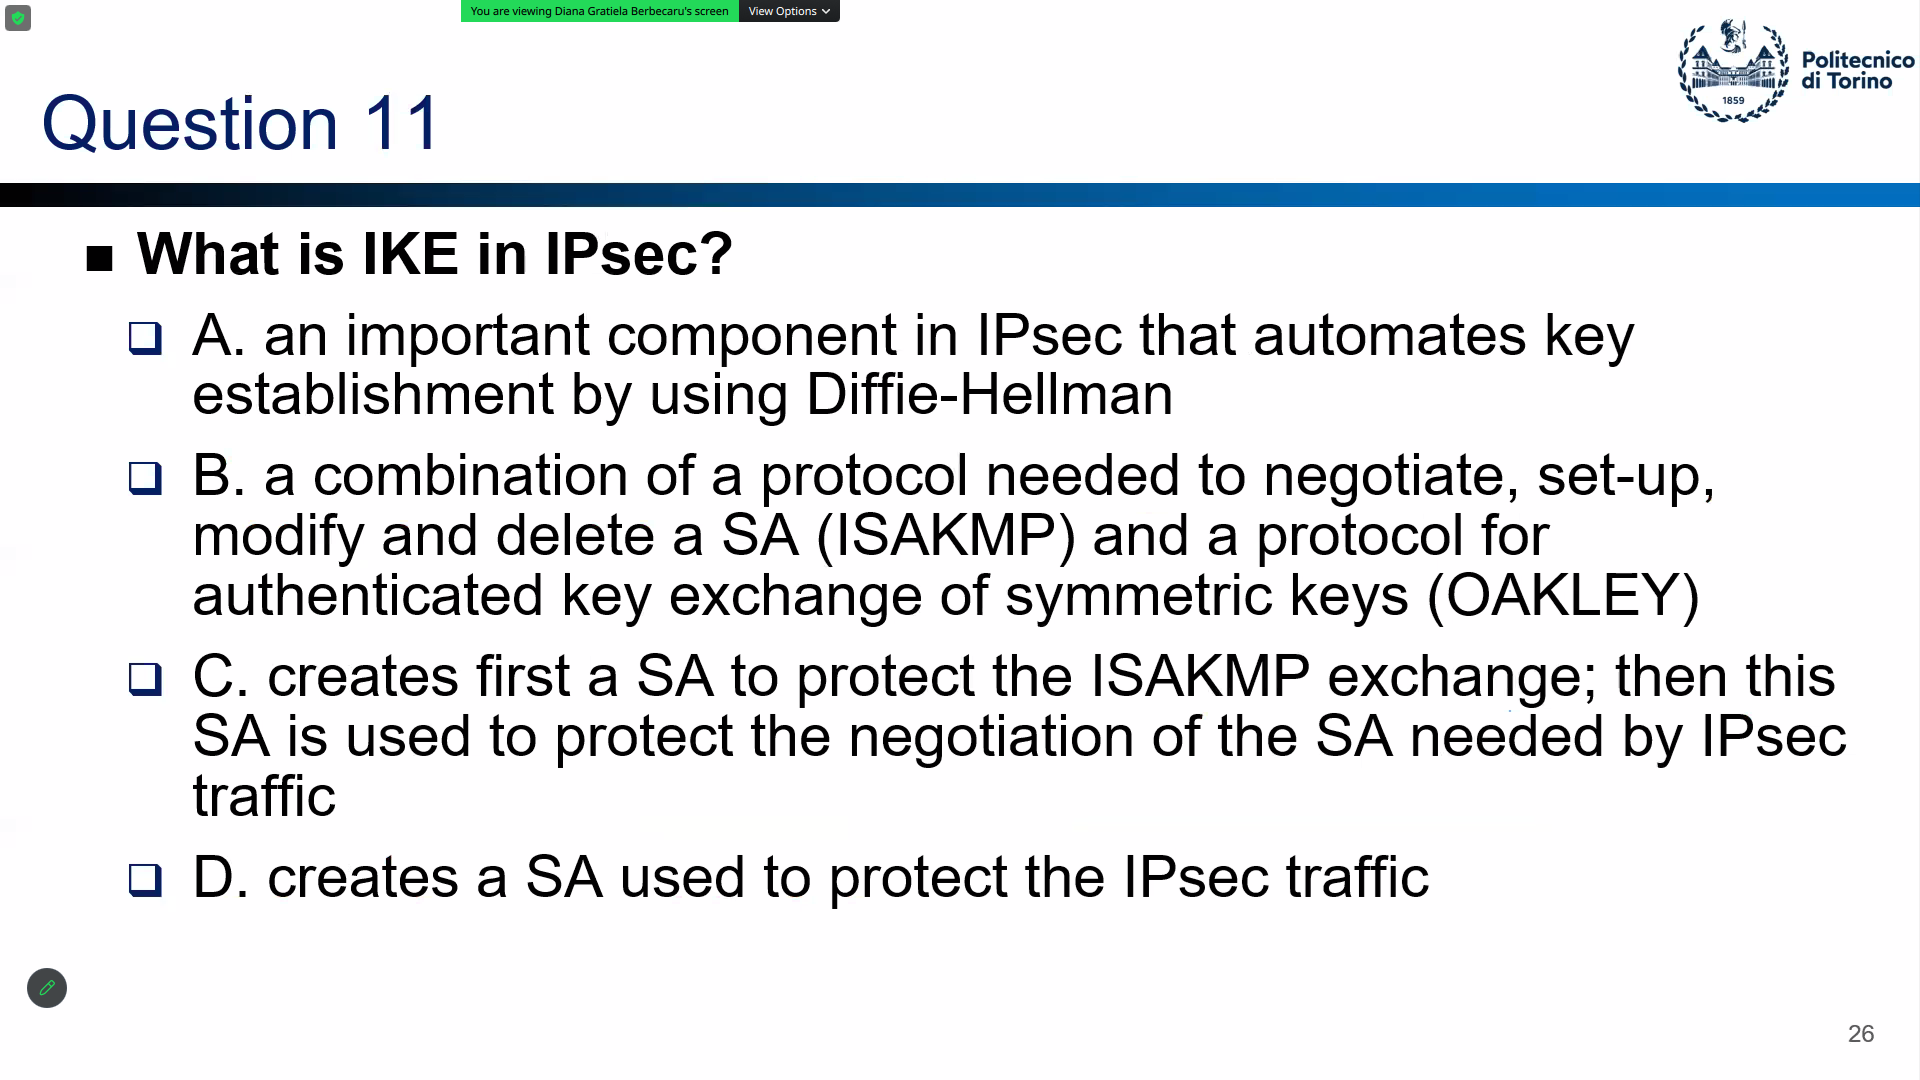 You are viewing Diana Gratiela Berbecaru's screen View Options
Politecnico
di Torino
1859
Question 11
■ What is IKE in IPsec?
❑ A. an important component in IPsec that automates key
establishment by using Diffie-Hellman
❑ B. a combination of a protocol needed to negotiate, set-up,
modify and delete a SA (ISAKMP) and a protocol for
authenticated key exchange of symmetric keys (OAKLEY)
❑ C. creates first a SA to protect the ISAKMP exchange; then this
SA is used to protect the negotiation of the SA needed by IPsec
traffic
❑ D. creates a SA used to protect the IPsec traffic
26